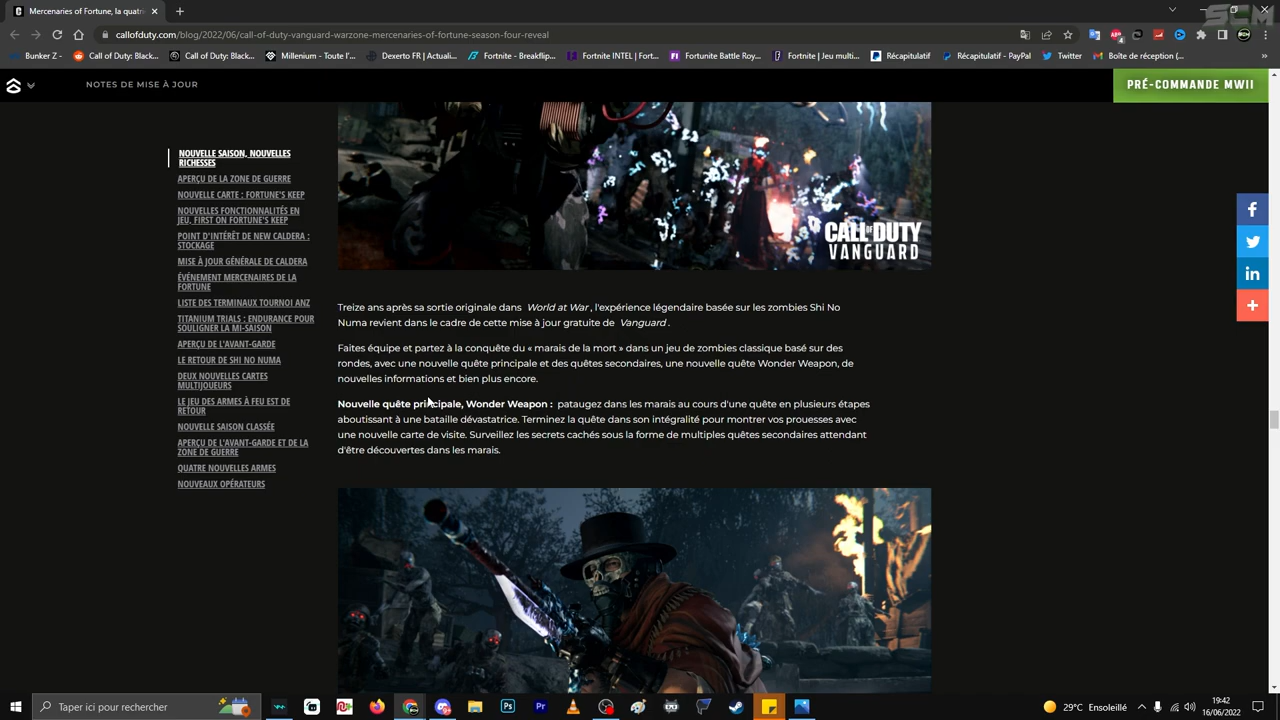 Mercenaries of Fortune, la quatri
callofduty.com/blog/2022/06/call-of-duty-vanguard-warzone-mercenaries-of-fortune-season-four-reveal
Bunker Z -
Call of Duty: Black...
Call of Duty: Black...
Millenium - Toute l'...
Dexerto FR | Actuali...
Fortnite - Breakflip...
Fortnite INTEL | Fort...
Fortnite Battle Roy...
Fortnite | Jeu multi...
Récapitulatif
Récapitulatif - PayPal
Twitter
Boîte de réception (...
NOTES DE MISE À JOUR
PRÉ-COMMANDE MWII
NOUVELLE SAISON, NOUVELLES
RICHESSES
APERÇU DE LA ZONE DE GUERRE
NOUVELLE CARTE : FORTUNE'S KEEP
NOUVELLES FONCTIONNALITÉS EN
JEU, FIRST ON FORTUNE'S KEEP
POINT D'INTÉRÊT DE NEW CALDERA :
STOCKAGE
MISE À JOUR GÉNÉRALE DE CALDERA
ÉVÉNEMENT MERCENAIRES DE LA
FORTUNE
LISTE DES TERMINAUX TOURNOI ANZ
TITANIUM TRIALS : ENDURANCE POUR
SOULIGNER LA MI-SAISON
APERÇU DE L'AVANT-GARDE
LE RETOUR DE SHI NO NUMA
DEUX NOUVELLES CARTES
MULTIJOUEURS
LE JEU DES ARMES À FEU EST DE
RETOUR
NOUVELLE SAISON CLASSÉE
APERÇU DE L'AVANT-GARDE ET DE LA
ZONE DE GUERRE
QUATRE NOUVELLES ARMES
NOUVEAUX OPÉRATEURS
CALL OF DUTY
VANGUARD
Treize ans après sa sortie originale dans World at War , l'expérience légendaire basée sur les zombies Shi No
Numa revient dans le cadre de cette mise à jour gratuite de Vanguard .
Faites équipe et partez à la conquête du « marais de la mort » dans un jeu de zombies classique basé sur des
rondes, avec une nouvelle quête principale et des quêtes secondaires, une nouvelle quête Wonder Weapon, de
nouvelles informations et bien plus encore.
Nouvelle quête principale, Wonder Weapon : pataugez dans les marais au cours d'une quête en plusieurs étapes
aboutissant à une bataille dévastatrice. Terminez la quête dans son intégralité pour montrer vos prouesses avec
une nouvelle carte de visite. Surveillez les secrets cachés sous la forme de multiples quêtes secondaires attendant
d'être découvertes dans les marais.
Taper ici pour rechercher
29°C Ensoleillé
19:42
16/06/2022